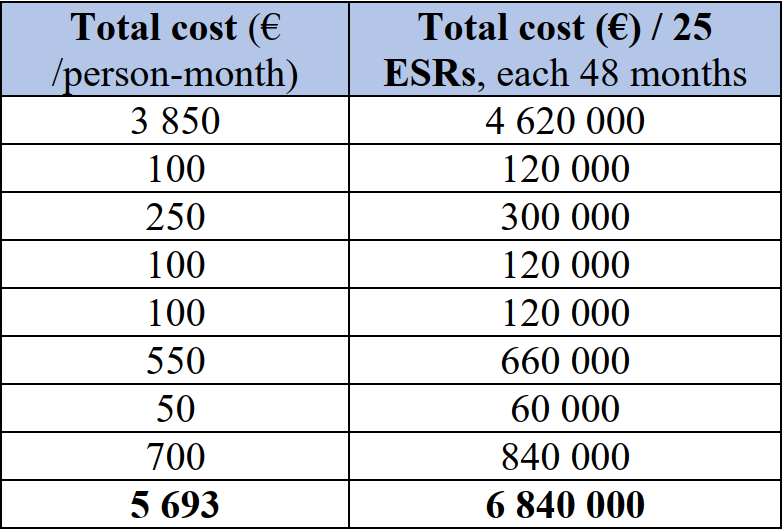 Total cost (€ Total cost (€) / 25
/person-month) ESRs, each 48 months
3 850 4 620 000
100 120 000
250 300 000
100 120 000
100 120 000
550 660 000
50 60 000
700 840 000
5 693 6 840 000